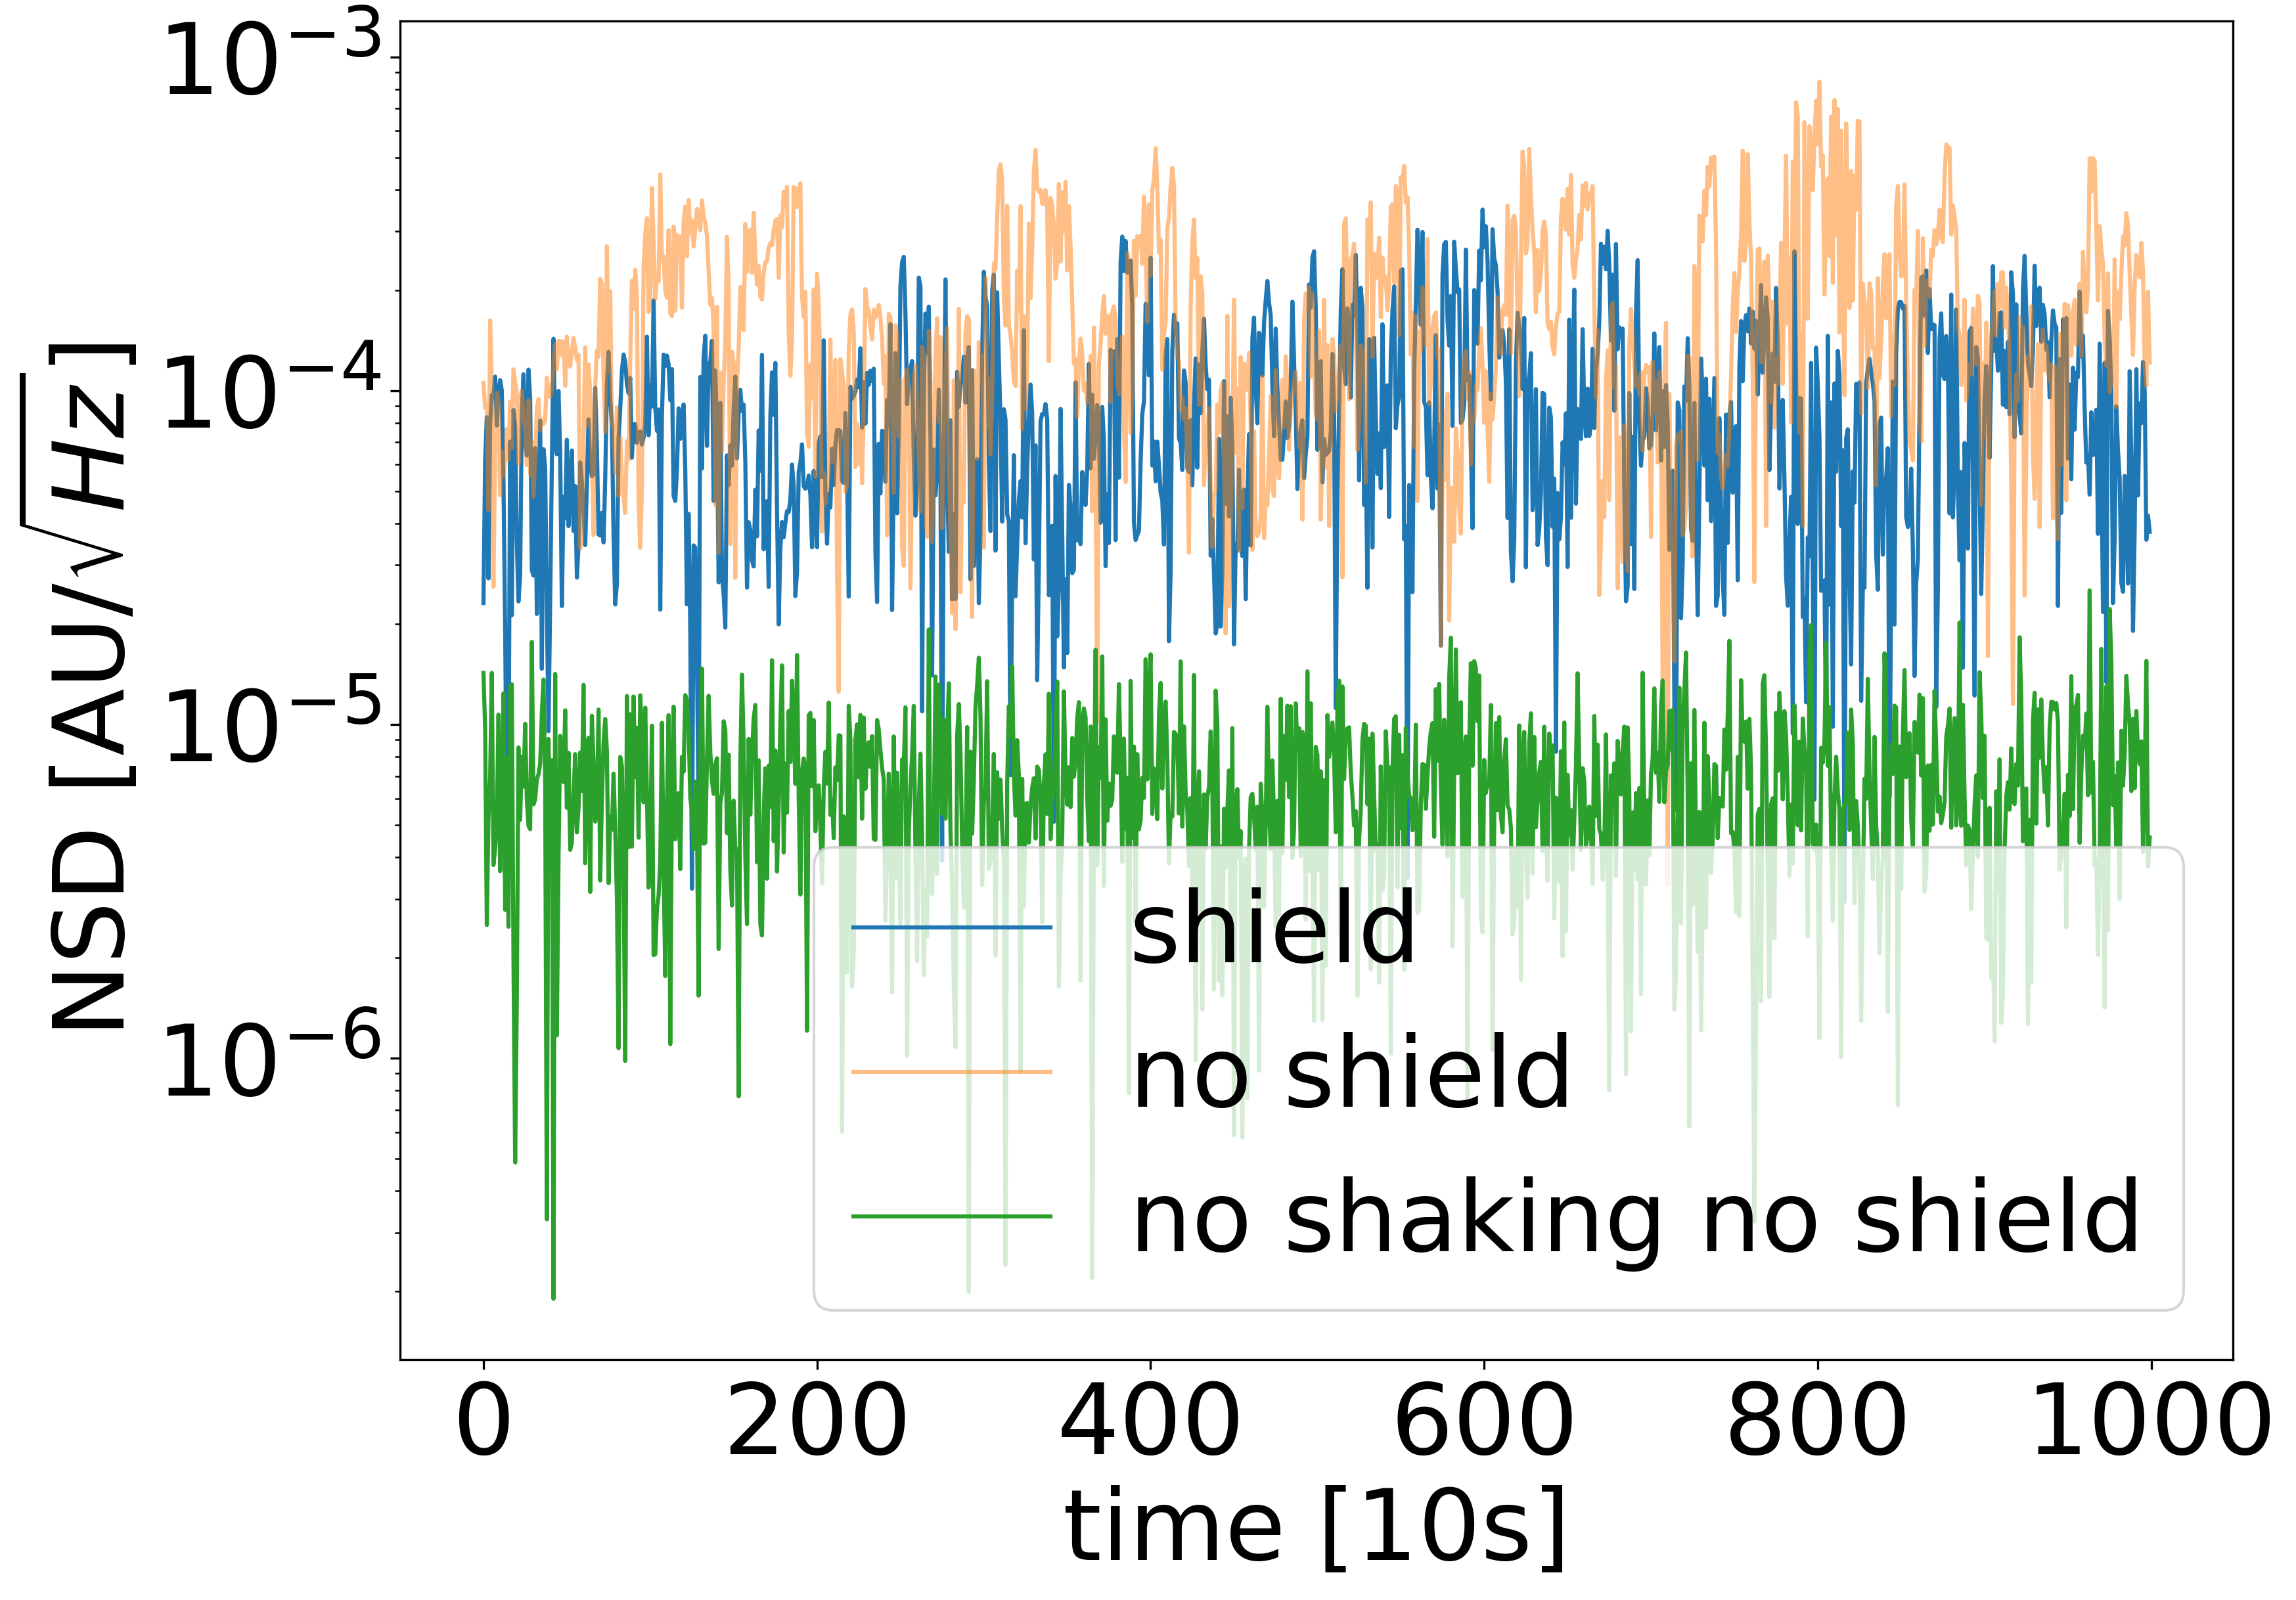 10⁻³
10⁻⁴
10⁻⁵
10⁻⁶
NSD [AU/√Hz]
shield
no shield
no shaking no shield
0 200 400 600 800 1000
time [10s]